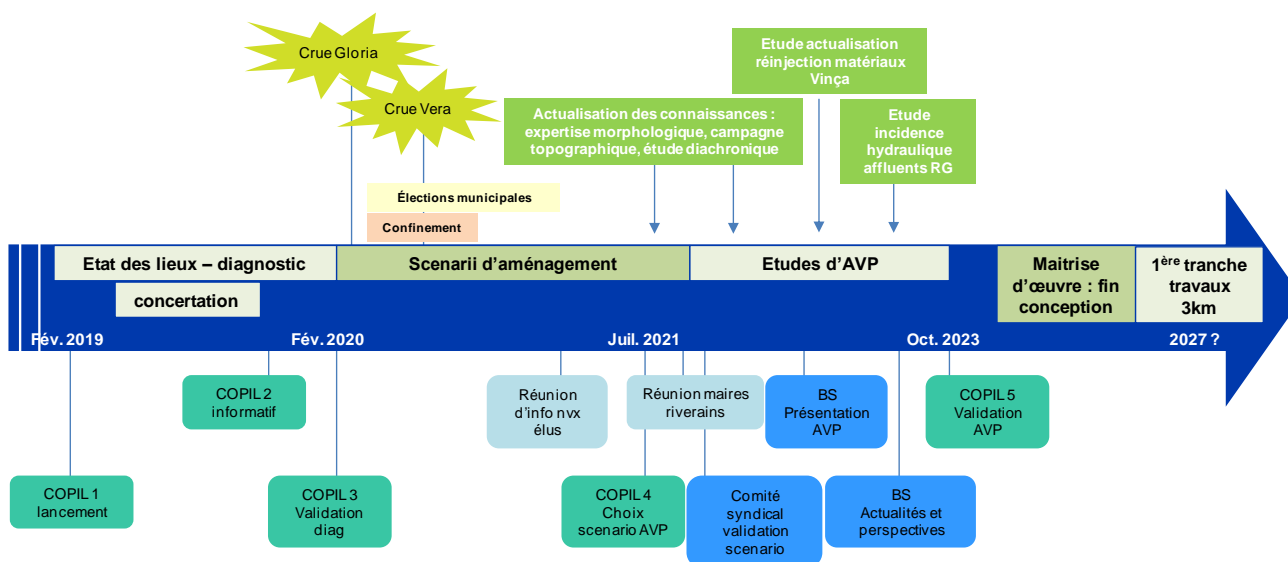 Crue Gloria
Crue Vera
Etude actualisation
réinjection matériaux
Vinça
Actualisation des connaissances :
expertise morphologique, campagne
topographique, étude diachronique
Etude
incidence
hydraulique
affluents RG
Élections municipales
Confinement
Etat des lieux – diagnostic
Scenarii d'aménagement
Etudes d'AVP
Maitrise
d'œuvre : fin
conception
1ère tranche
travaux
3km
concertation
Fév. 2019
Fév. 2020
Juil. 2021
Oct. 2023
2027 ?
COPIL 2
informatif
Réunion
d'info nvx
élus
Réunion maires
riverains
BS
Présentation
AVP
COPIL 5
Validation
AVP
COPIL 1
lancement
COPIL 3
Validation
diag
COPIL 4
Choix
scenario AVP
Comité
syndical
validation
scenario
BS
Actualités et
perspectives